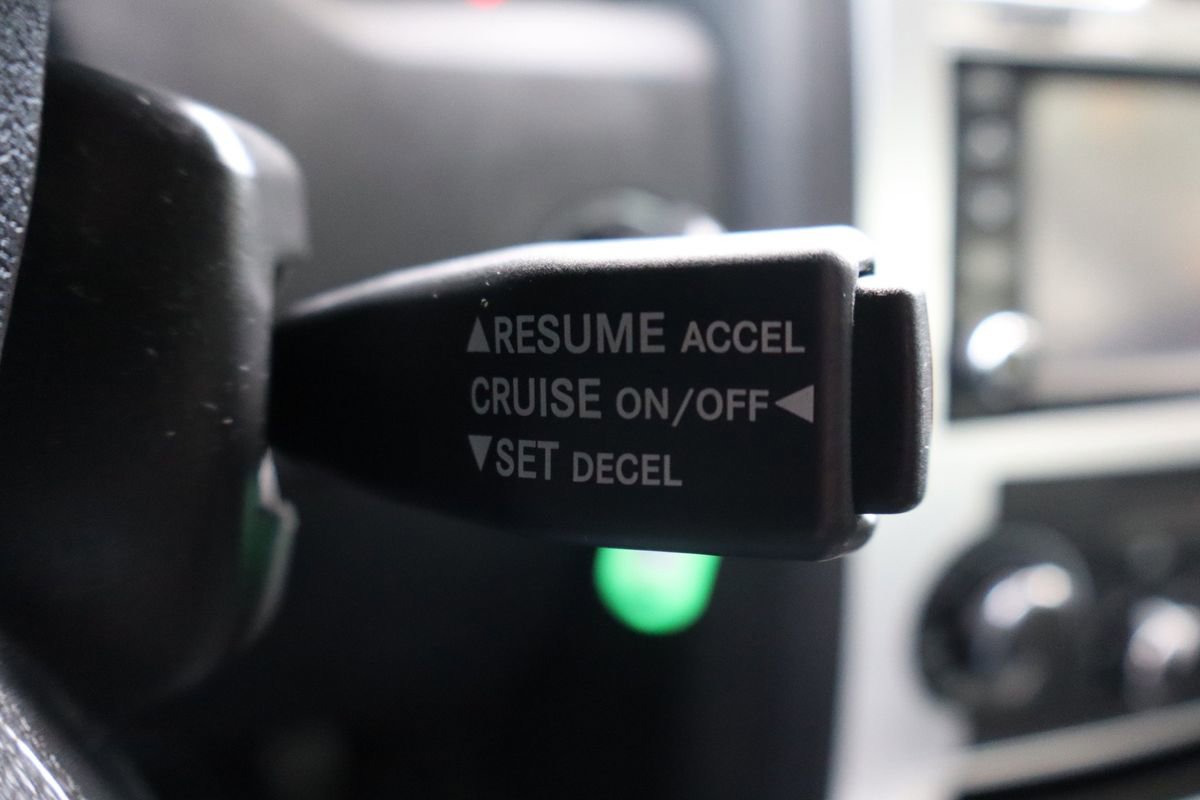 ▲RESUME ACCEL
CRUISE ON/OFF◀
▼SET DECEL